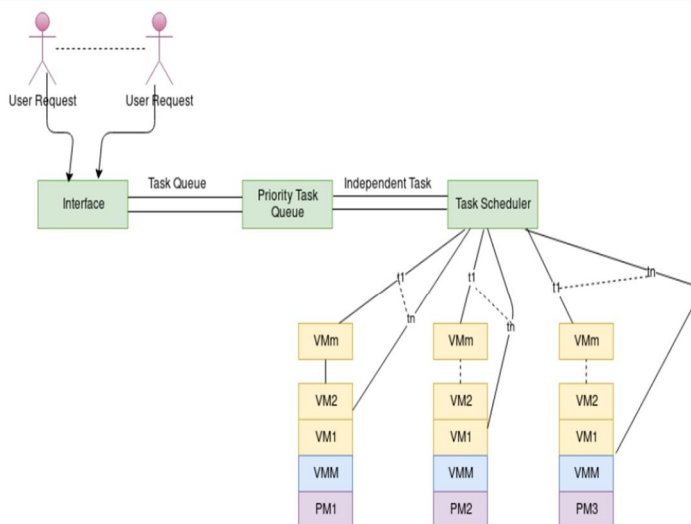 User Request
User Request
Task Queue
Independent Task
Interface
Priority Task
Queue
Task Scheduler
t1
tn
t1
tn
t1
tn
VMm
VMm
VMm
VM2
VM2
VM2
VM1
VM1
VM1
VMM
VMM
VMM
PM1
PM2
PM3